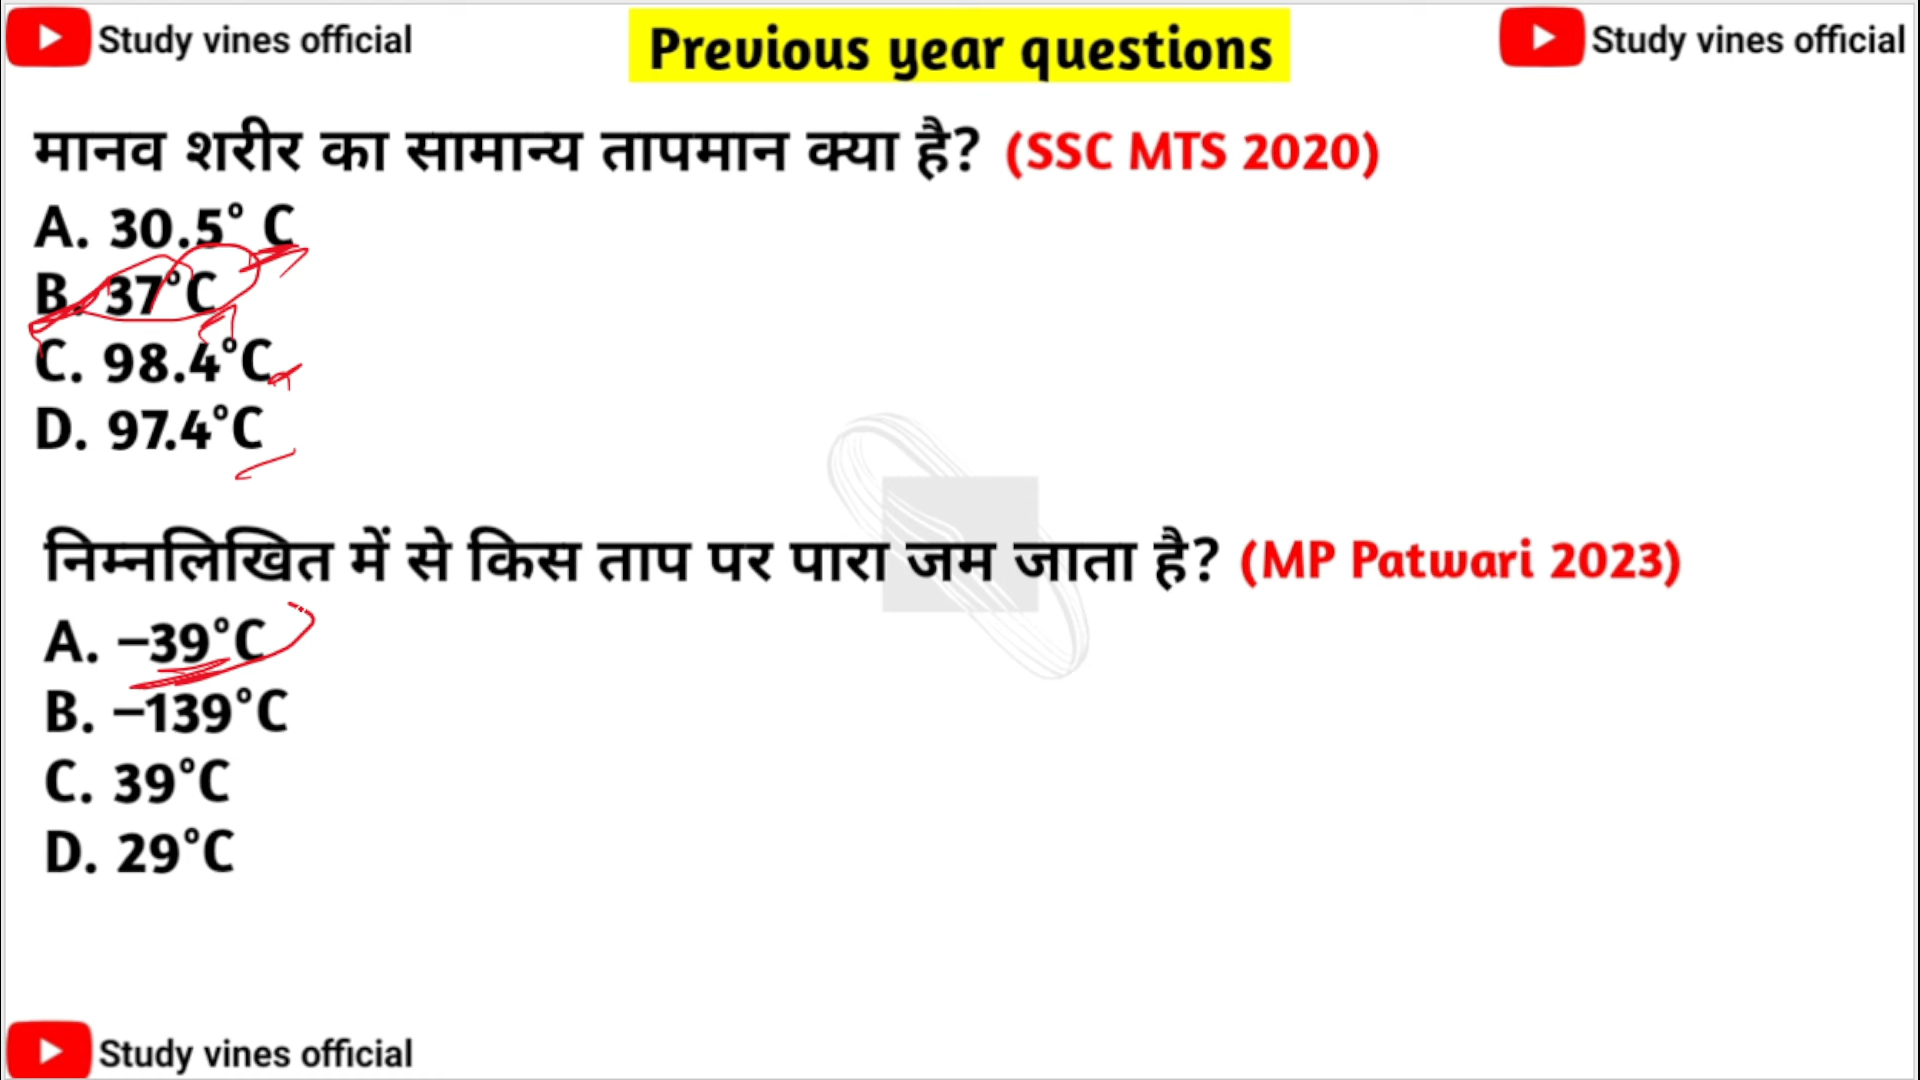 Study vines official
Previous year questions
Study vines official
मानव शरीर का सामान्य तापमान क्या है? (SSC MTS 2020)
A. 30.5° C
B. 37°C
C. 98.4°C
D. 97.4°C
निम्नलिखित में से किस ताप पर पारा जम जाता है? (MP Patwari 2023)
A. –39°C
B. –139°C
C. 39°C
D. 29°C
Study vines official